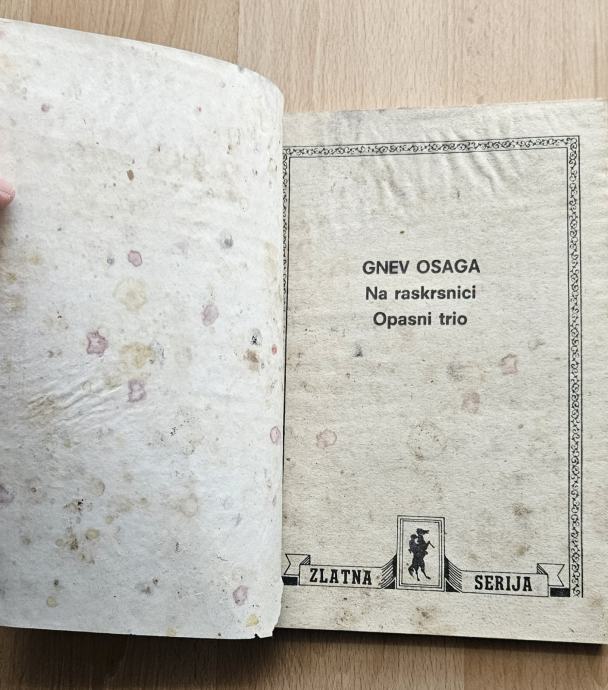 GNEV OSAGA
Na raskrsnici
Opasni trio
ZLATNA SERIJA